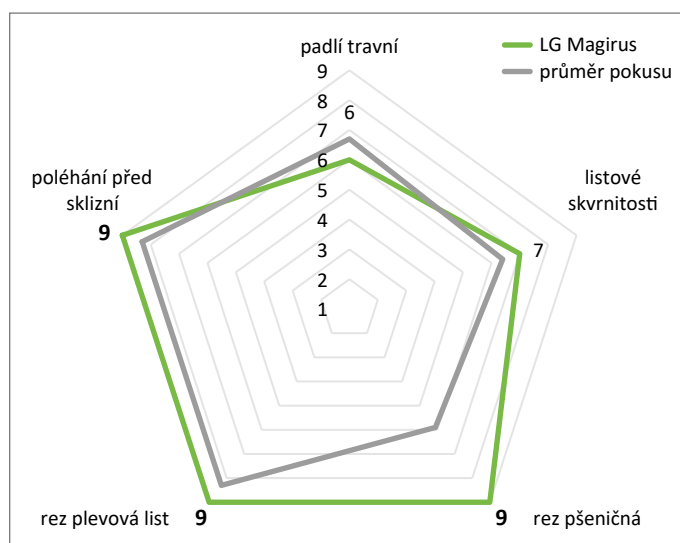 padlí travní
LG Magirus
průměr pokusu
9
8
6
7
6
5
4
3
2
1
poléhání před
sklizní
9
listové
skvrnitosti
7
rez plevová list
9
9
rez pšeničná